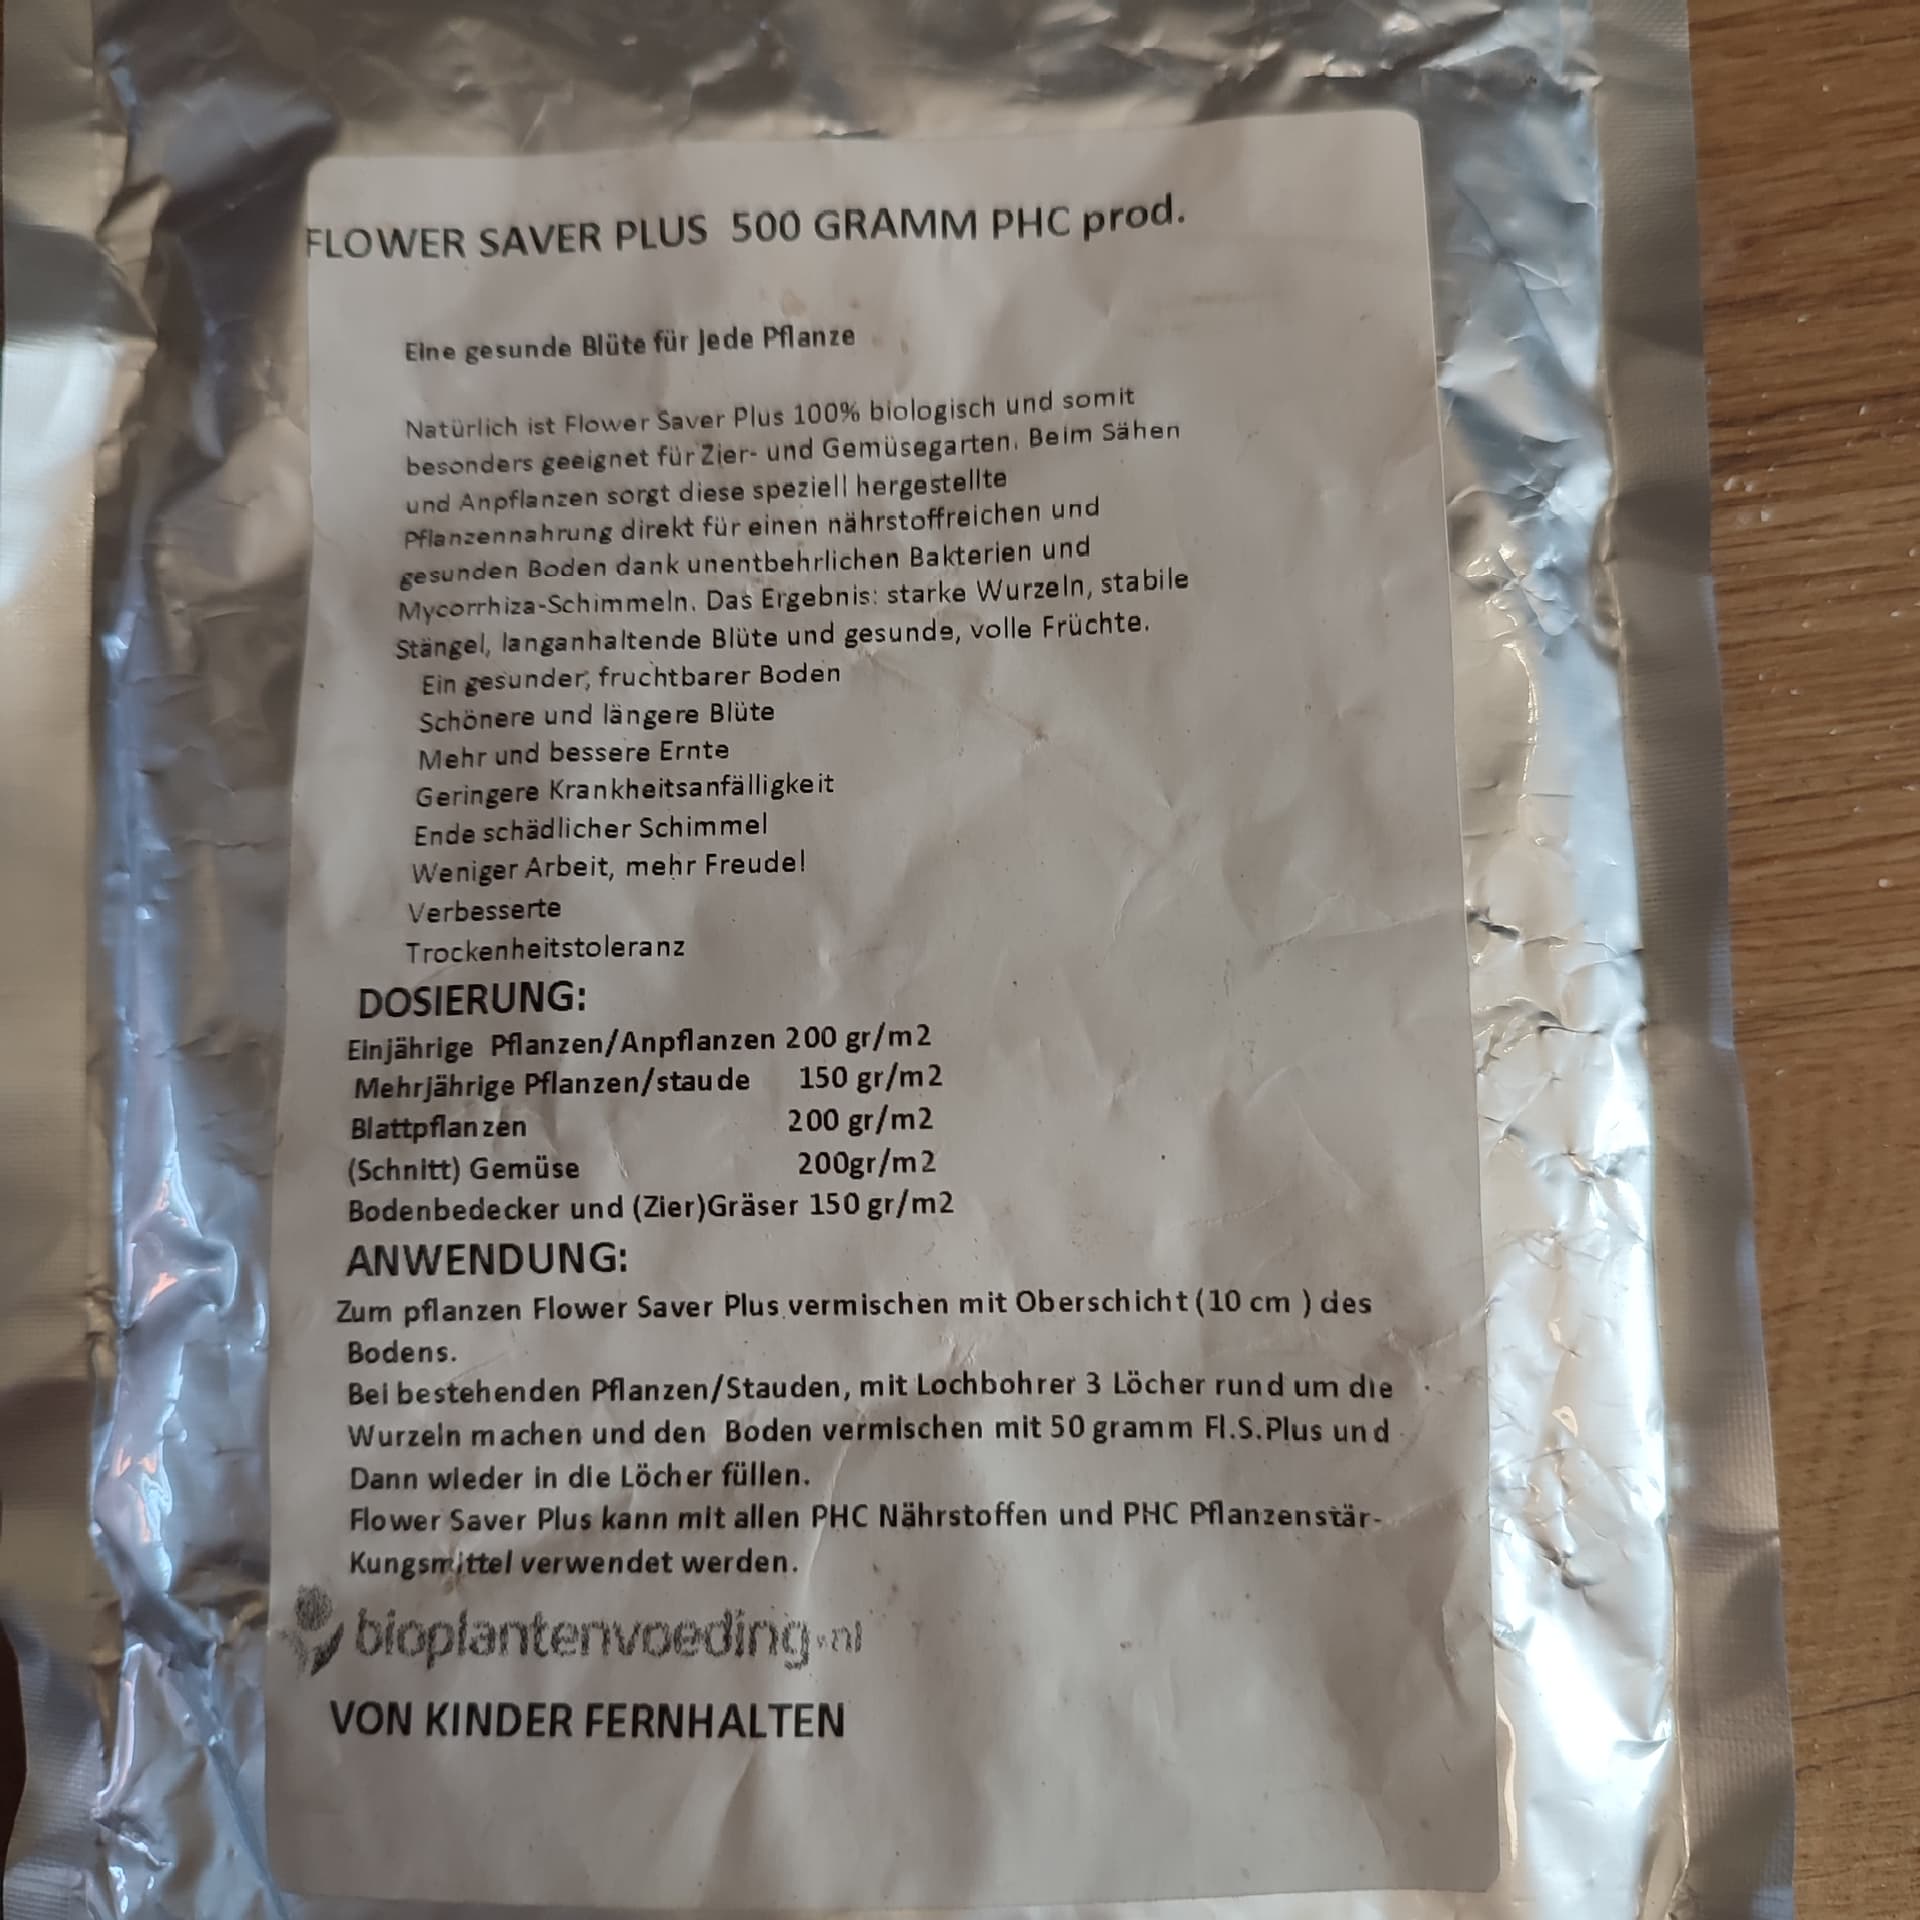 FLOWER SAVER PLUS 500 GRAMM PHC prod.
Eine gesunde Blüte für Jede Pflanze
Natürlich ist Flower Saver Plus 100% biologisch und somit
besonders geeignet für Zier- und Gemüsegarten. Beim Sähen
und Anpflanzen sorgt diese speziell hergestellte
Pflanzennahrung direkt für einen nährstoffreichen und
gesunden Boden dank unentbehrlichen Bakterien und
Mycorrhiza-Schimmeln. Das Ergebnis: starke Wurzeln, stabile
Stängel, langanhaltende Blüte und gesunde, volle Früchte.
Ein gesunder, fruchtbarer Boden
Schönere und längere Blüte
Mehr und bessere Ernte
Geringere Krankheitsanfälligkeit
Ende schädlicher Schimmel
Weniger Arbeit, mehr Freude!
Verbesserte
Trockenheitstoleranz
DOSIERUNG:
Einjährige Pflanzen/Anpflanzen 200 gr/m2
Mehrjährige Pflanzen/staude 150 gr/m2
Blattpflanzen 200 gr/m2
(Schnitt) Gemüse 200gr/m2
Bodenbedecker und (Zier)Gräser 150 gr/m2
ANWENDUNG:
Zum pflanzen Flower Saver Plus vermischen mit Oberschicht (10 cm ) des
Bodens.
Bei bestehenden Pflanzen/Stauden, mit Lochbohrer 3 Löcher rund um die
Wurzeln machen und den Boden vermischen mit 50 gramm Fl.S.Plus und
Dann wieder in die Löcher füllen.
Flower Saver Plus kann mit allen PHC Nährstoffen und PHC Pflanzenstär-
Kungsmittel verwendet werden.
bioplantenvoeding.nl
VON KINDER FERNHALTEN